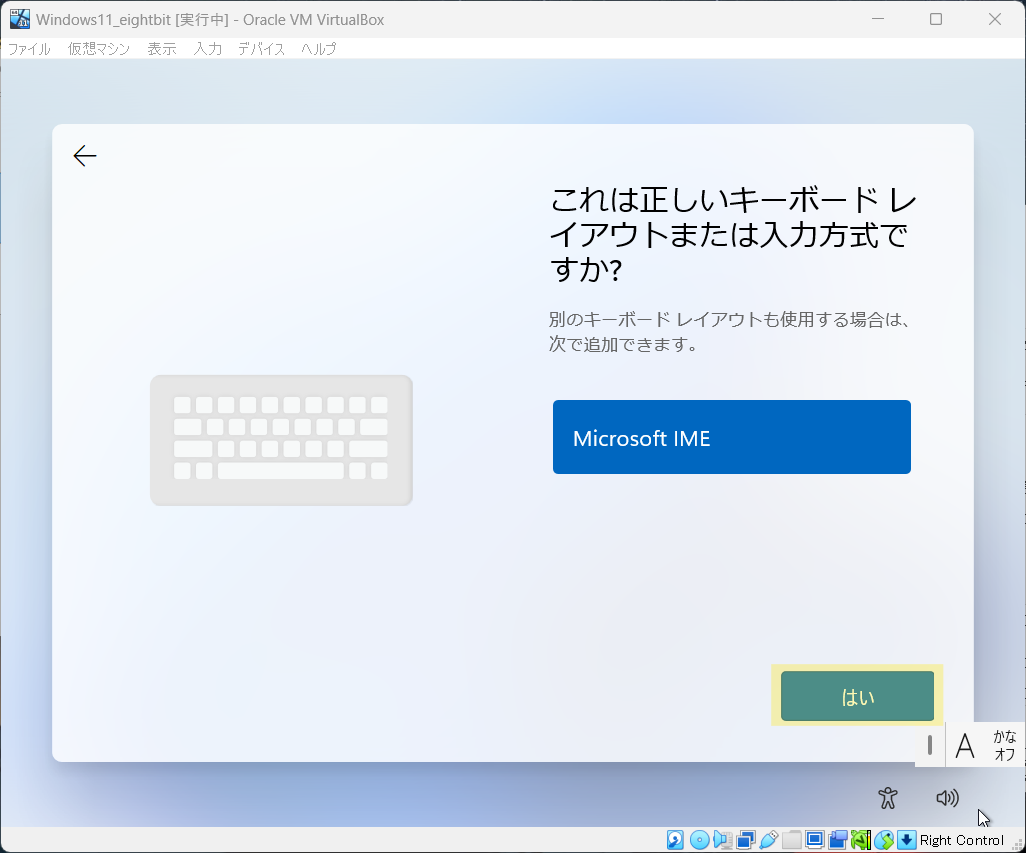 Windows11_eightbit [実行中] - Oracle VM VirtualBox
ファイル 仮想マシン 表示 入力 デバイス ヘルプ
これは正しいキーボード レ
イアウトまたは入力方式で
すか?
別のキーボード レイアウトも使用する場合は、
次で追加できます。
Microsoft IME
はい
A かな
オフ
Right Control